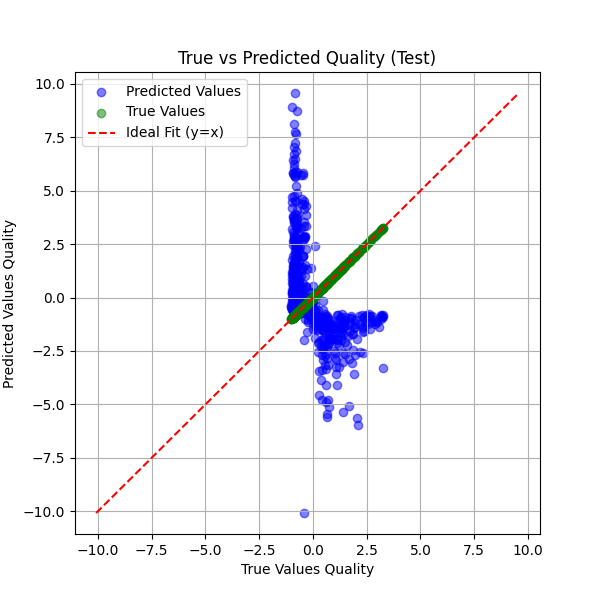 True vs Predicted Quality (Test)
Predicted Values
True Values
Ideal Fit (y=x)
10.0
7.5
5.0
2.5
0.0
−2.5
−5.0
−7.5
−10.0
Predicted Values Quality
−10.0 −7.5 −5.0 −2.5 0.0 2.5 5.0 7.5 10.0
True Values Quality